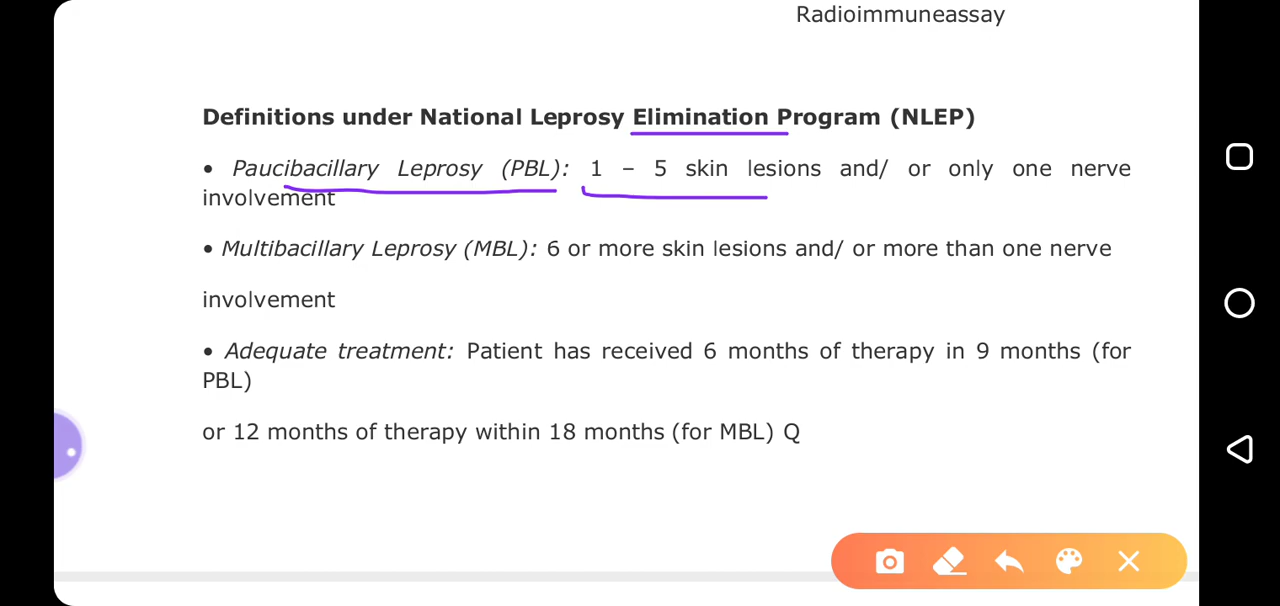 Radioimmuneassay
Definitions under National Leprosy Elimination Program (NLEP)
• Paucibacillary Leprosy (PBL): 1 – 5 skin lesions and/ or only one nerve
involvement
• Multibacillary Leprosy (MBL): 6 or more skin lesions and/ or more than one nerve
involvement
• Adequate treatment: Patient has received 6 months of therapy in 9 months (for
PBL)
or 12 months of therapy within 18 months (for MBL) Q